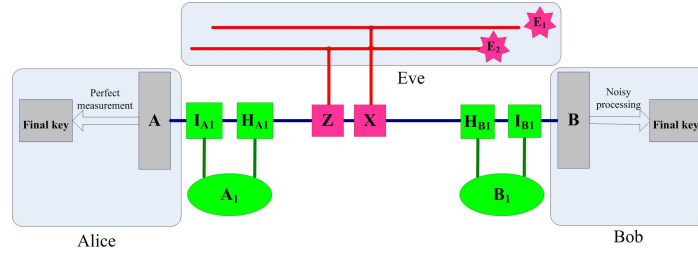 E1
E2
Eve
Perfect
measurement
Noisy
processing
Final key
A
IA1
HA1
Z
X
HB1
IB1
B
Final key
A1
B1
Alice
Bob